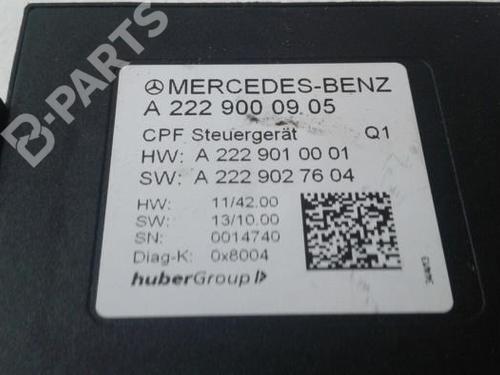 B-PARTS
MERCEDES-BENZ
A 222 900 09 05
CPF Steuergerät Q1
HW: A 222 901 00 01
SW: A 222 902 76 04
HW: 11/42.00
SW: 13/10.00
SN: 0014740
Diag-K: 0x8004
huberGroup